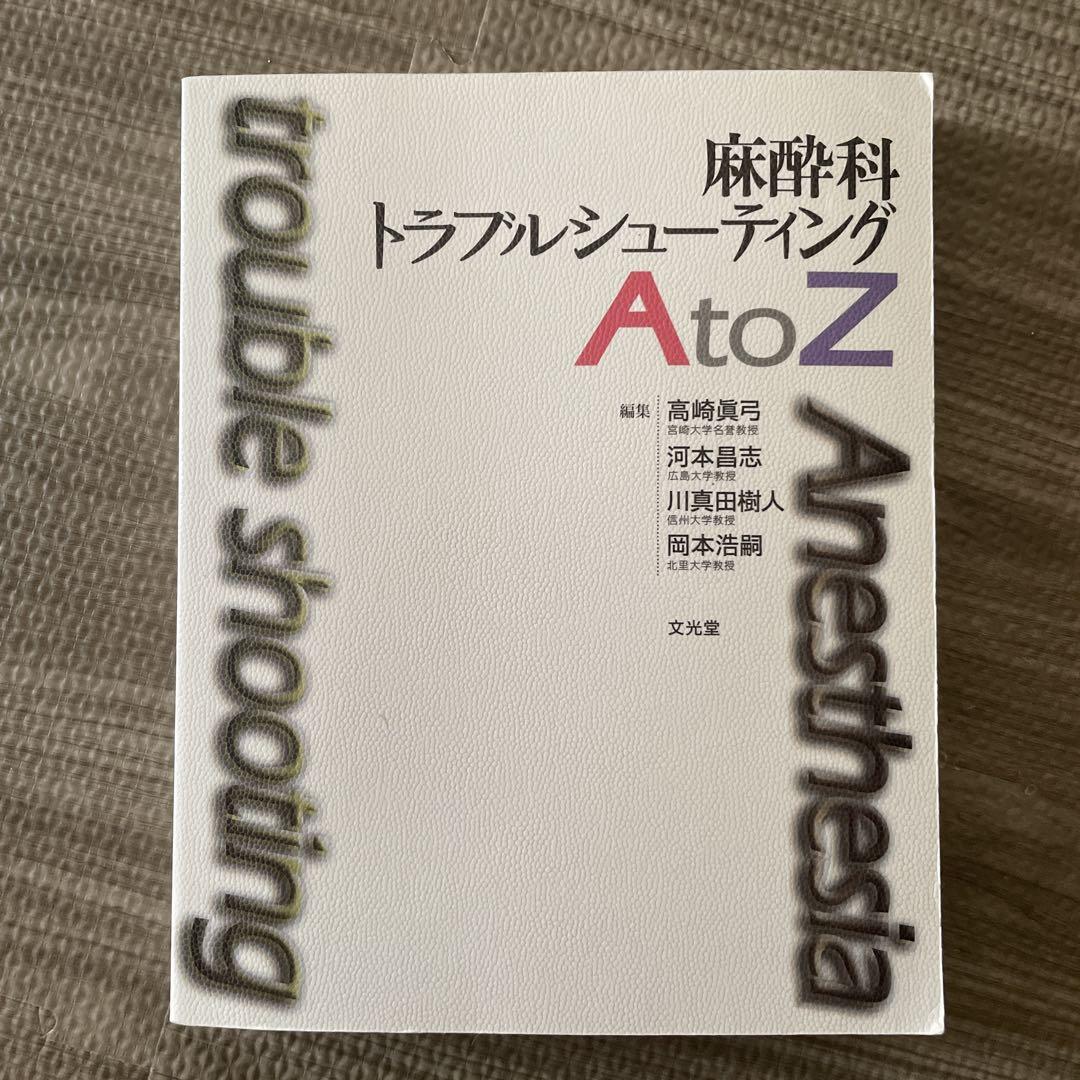 麻酔科
トラブルシューティング
AtoZ
trouble shooting
Anesthesia
編集
高崎眞弓
宮崎大学名誉教授
河本昌志
広島大学教授
川真田樹人
信州大学教授
岡本浩嗣
北里大学教授
文光堂